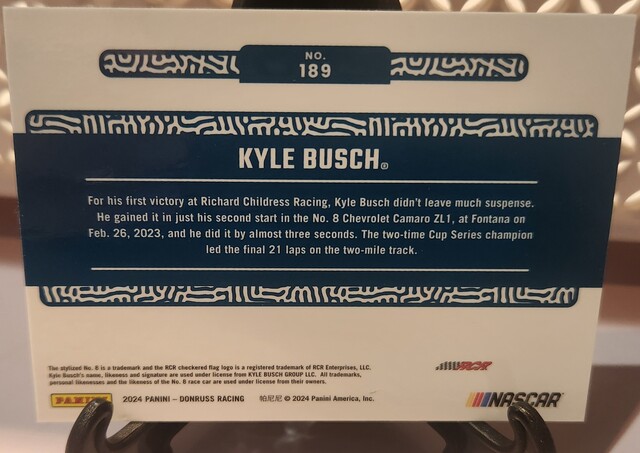 NO.
189
KYLE BUSCH®
For his first victory at Richard Childress Racing, Kyle Busch didn't leave much suspense.
He gained it in just his second start in the No. 8 Chevrolet Camaro ZL1, at Fontana on
Feb. 26, 2023, and he did it by almost three seconds. The two-time Cup Series champion
led the final 21 laps on the two-mile track.
The stylized No. 8 is a trademark and the RCR checkered flag logo is a registered trademark of RCR Enterprises, LLC.
Kyle Busch's name, likeness and signature are used under license from KYLE BUSCH GROUP LLC. All trademarks,
personal likenesses and the likeness of the No. 8 race car are used under license from their owners.
RCR
PANINI 2024 PANINI – DONRUSS RACING 帕尼尼 © 2024 Panini America, Inc. NASCAR